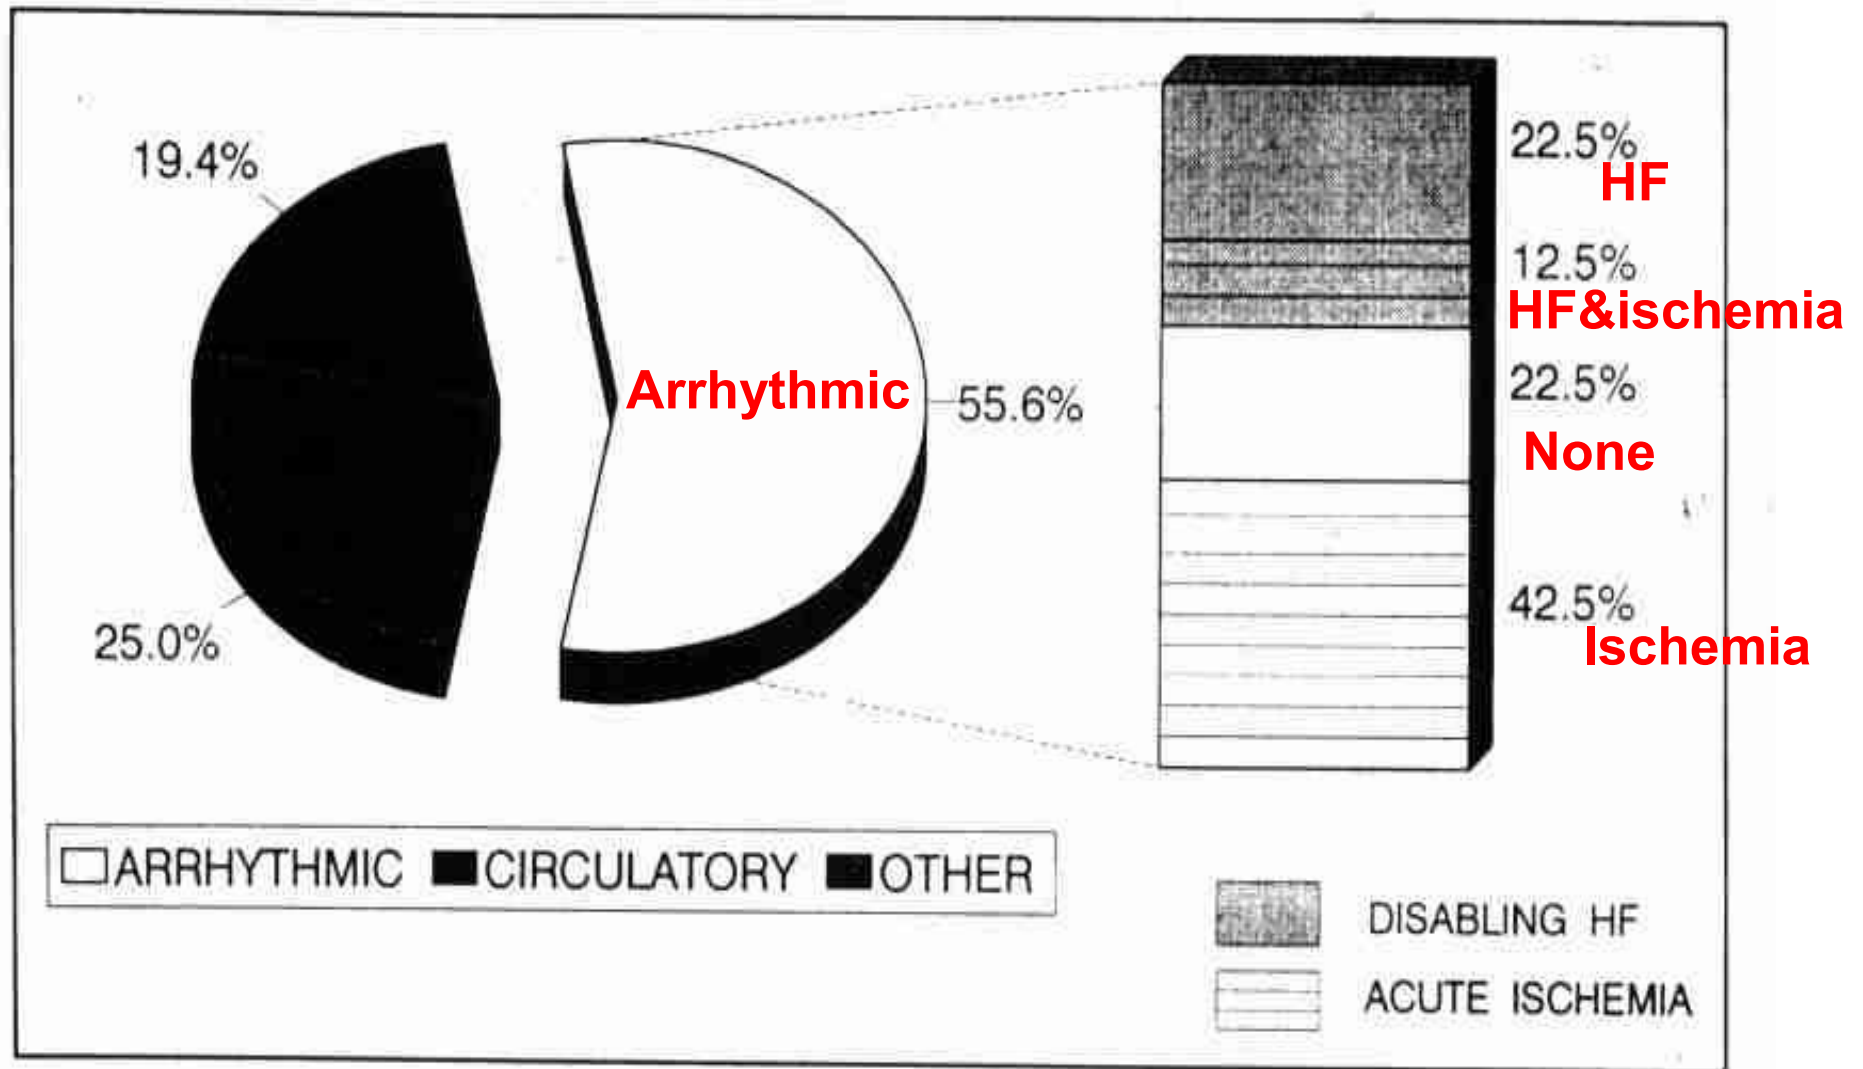 19.4%
25.0%
Arrhythmic
55.6%
22.5%
HF
12.5%
HF&ischemia
22.5%
None
42.5%
Ischemia
ARRHYTHMIC CIRCULATORY OTHER
DISABLING HF
ACUTE ISCHEMIA